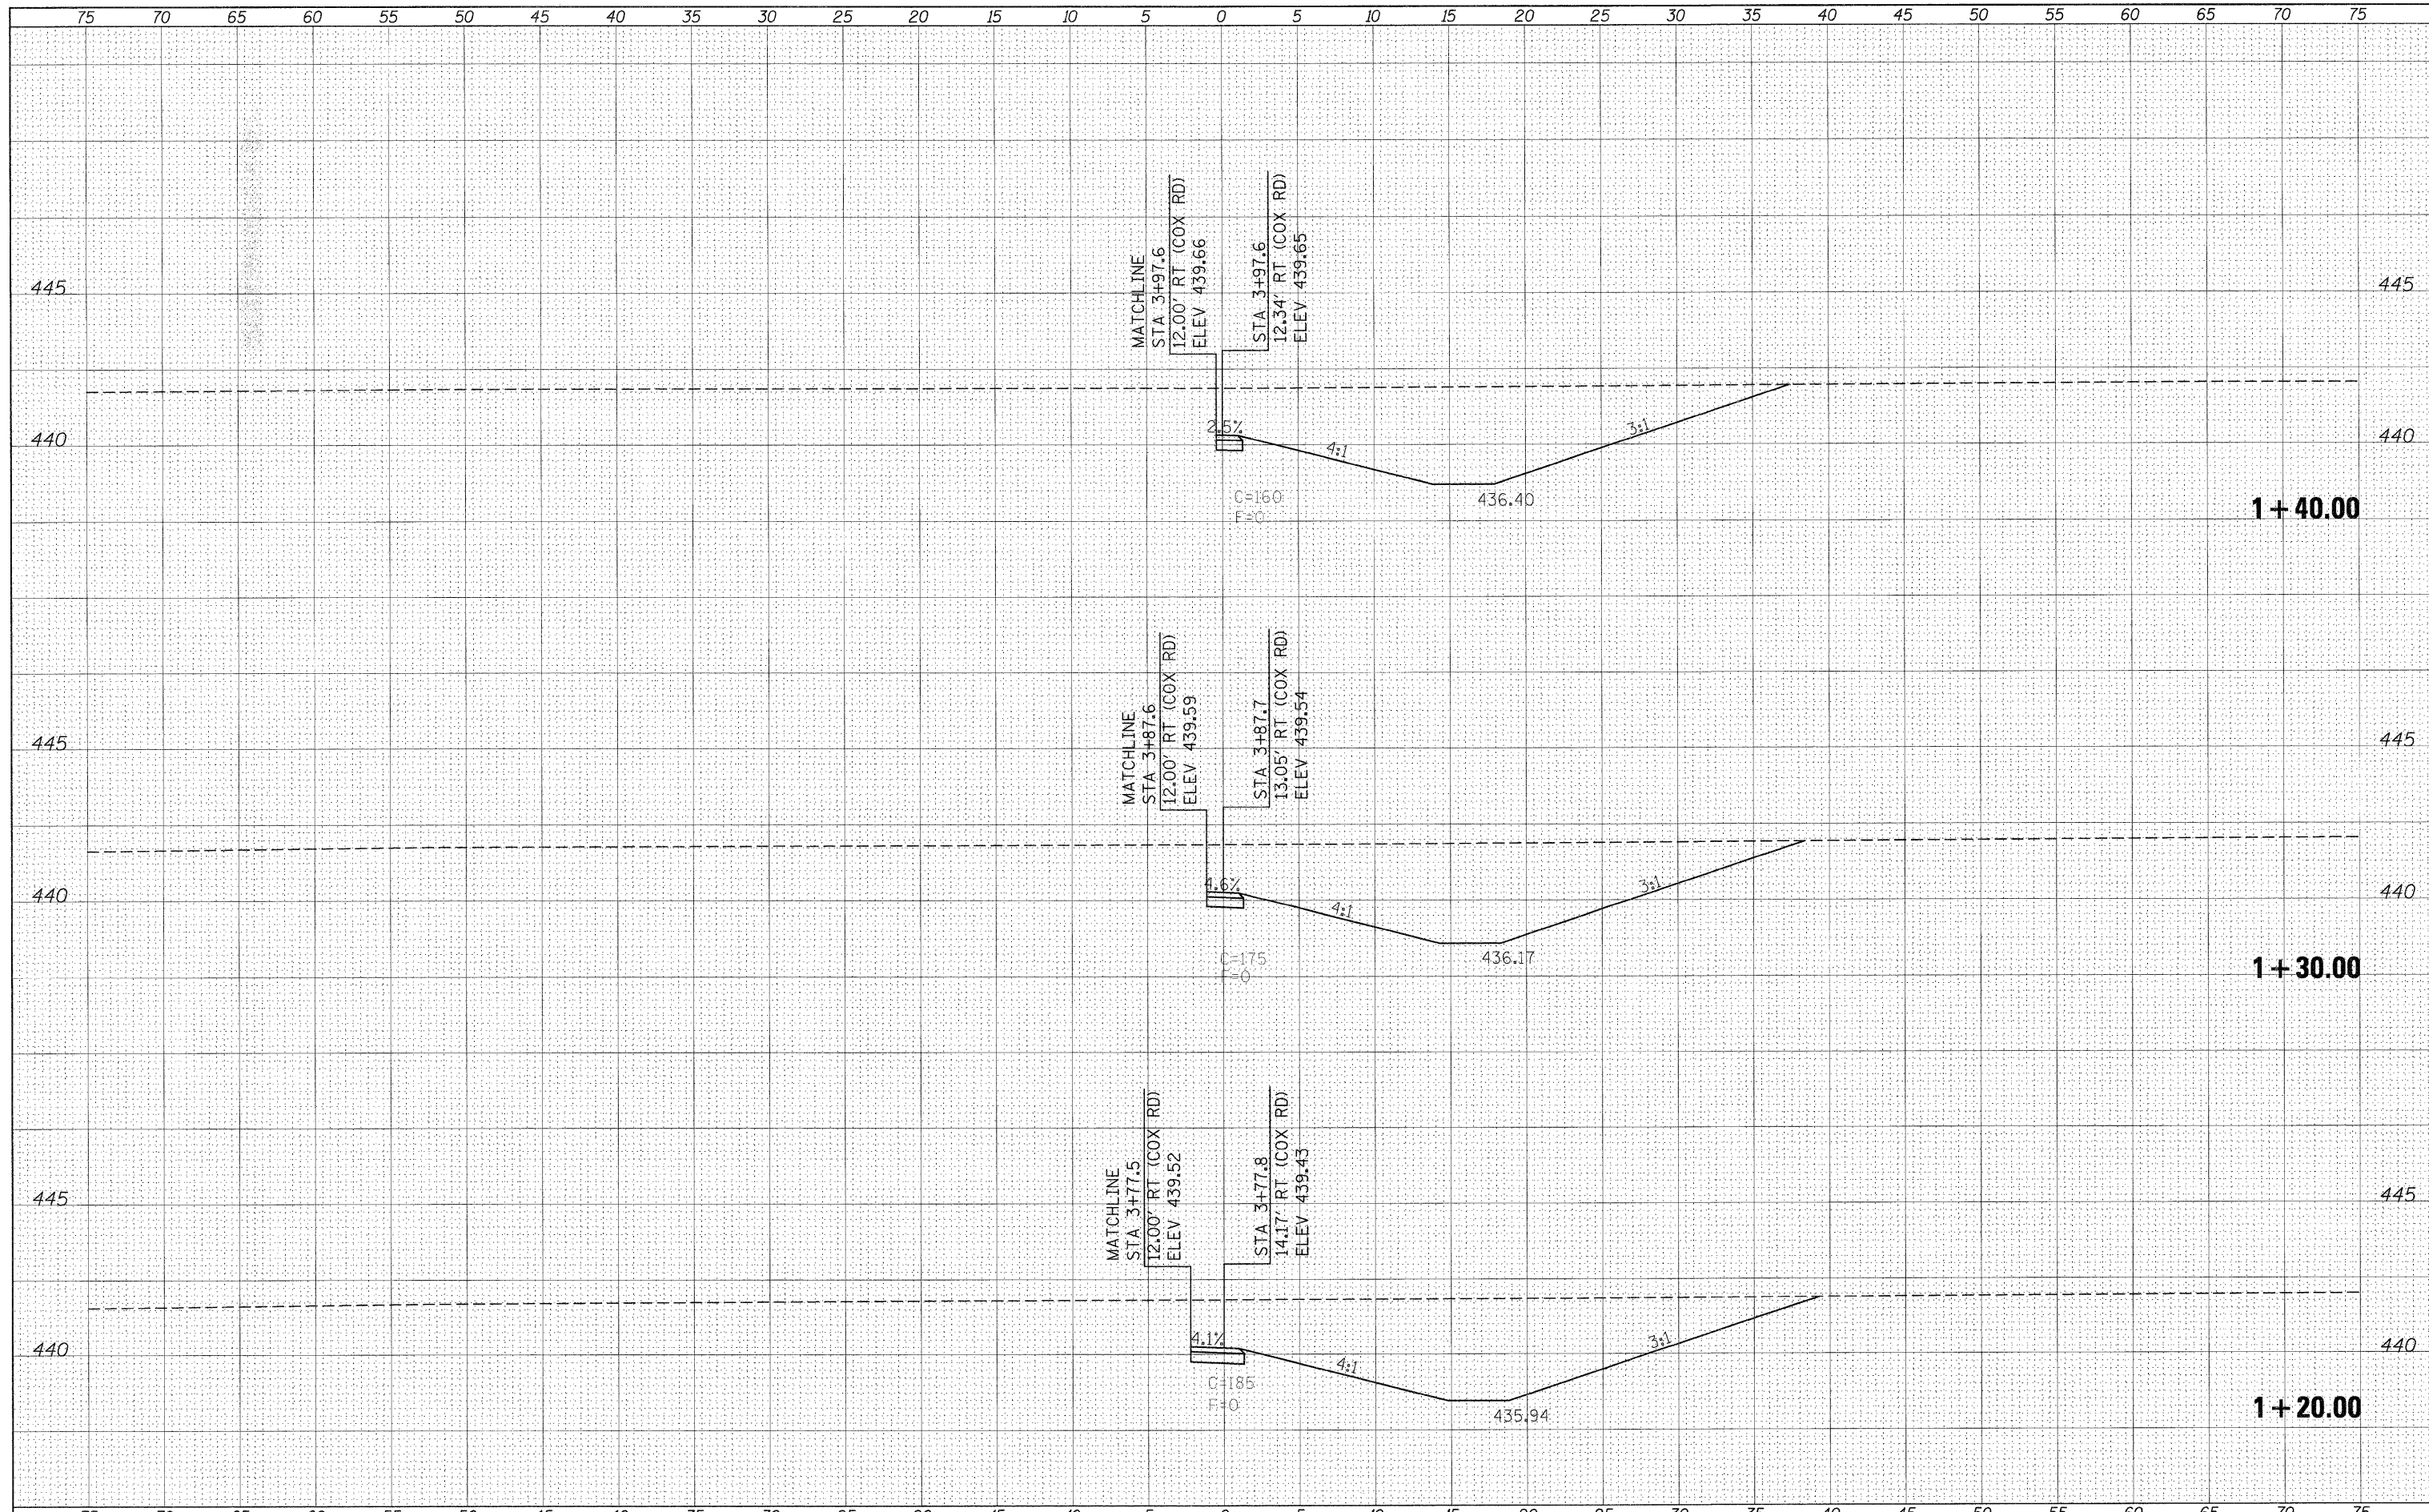 75 70 65 60 55 50 45 40 35 30 25 20 15 10 5 0 5 10 15 20 25 30 35 40 45 50 55 60 65 70 75
MATCHLINE
STA 3+97.6
12.00' RT (COX RD)
ELEV 439.66
STA 3+97.6
12.34' RT (COX RD)
ELEV 439.65
445 445
440 2.5% 4:1 3:1 440
C=160
F=0
436.40
1+40.00
MATCHLINE
STA 3+87.6
12.00' RT (COX RD)
ELEV 439.59
STA 3+87.7
13.05' RT (COX RD)
ELEV 439.54
445 445
440 4.6% 4:1 3:1 440
C=175
F=0
436.17
1+30.00
MATCHLINE
STA 3+77.5
12.00' RT (COX RD)
ELEV 439.52
STA 3+77.8
14.17' RT (COX RD)
ELEV 439.43
445 445
440 4.1% 4:1 3:1 440
C=185
F=0
435.94
1+20.00